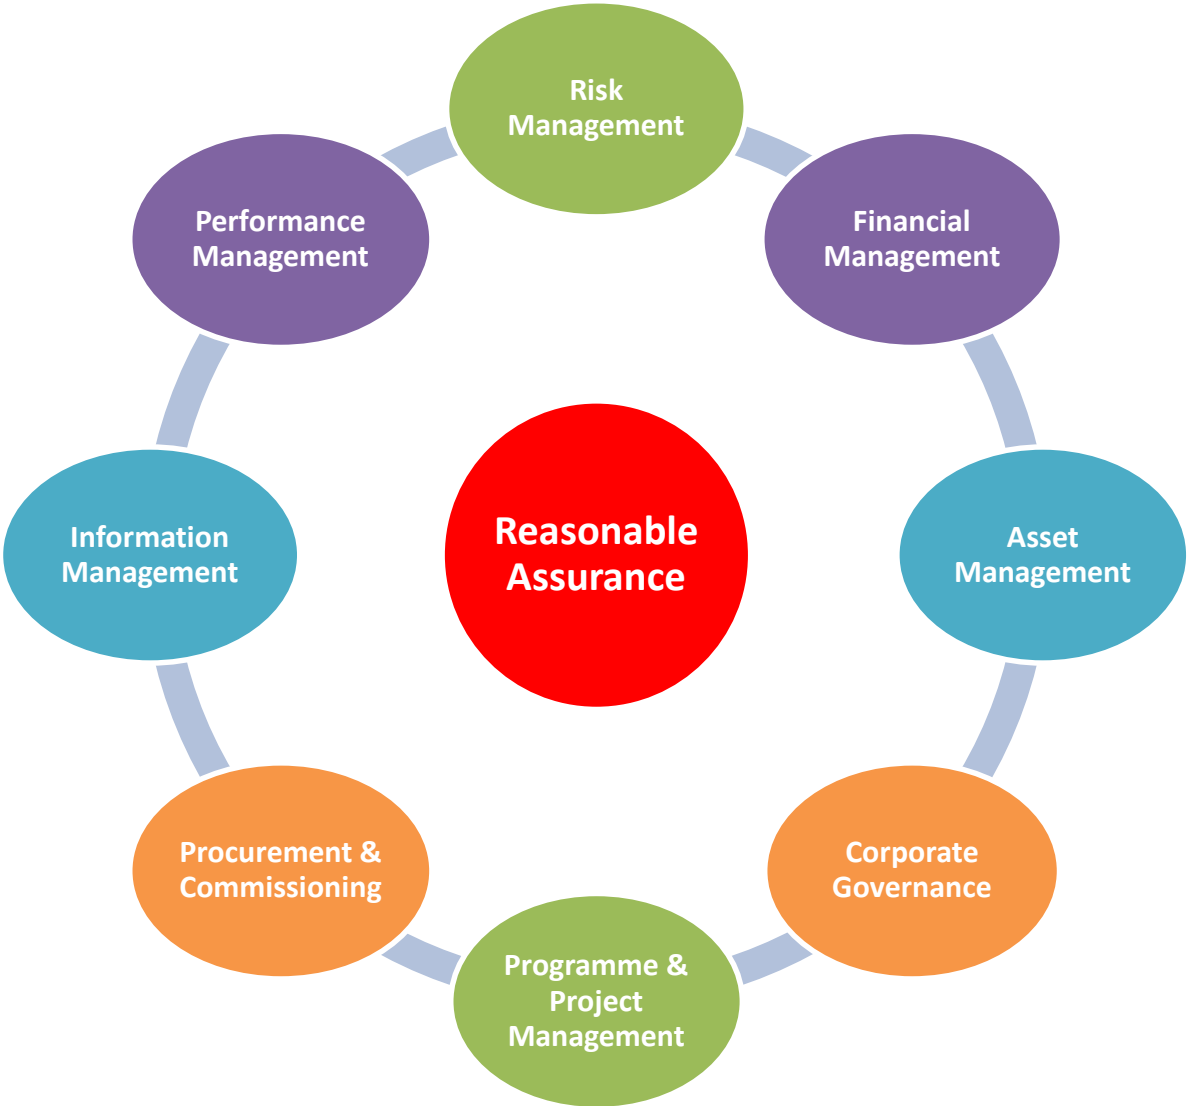 Risk
Management
Performance
Management
Financial
Management
Information
Management
Reasonable
Assurance
Asset
Management
Procurement &
Commissioning
Corporate
Governance
Programme &
Project
Management